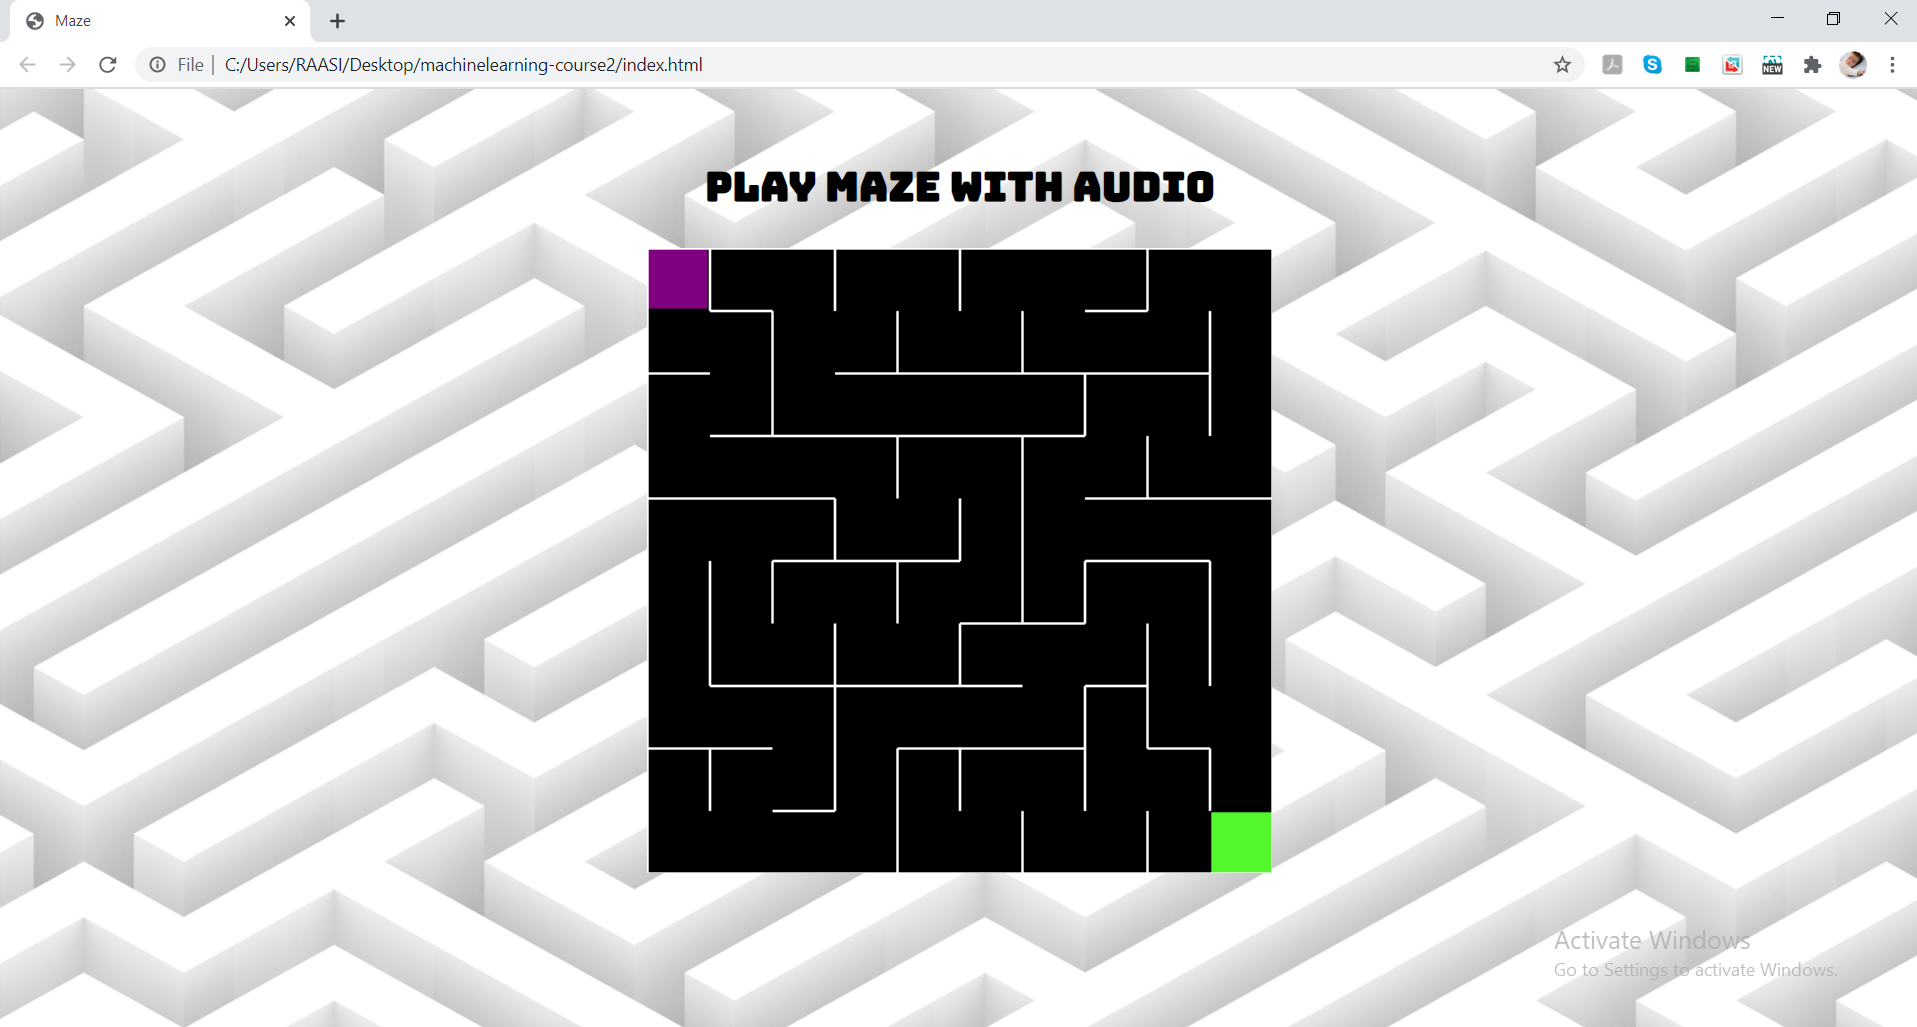 Maze
File | C:/Users/RAASI/Desktop/machinelearning-course2/index.html
NEW
PLAY MAZE WITH AUDIO
Activate Windows
Go to Settings to activate Windows.